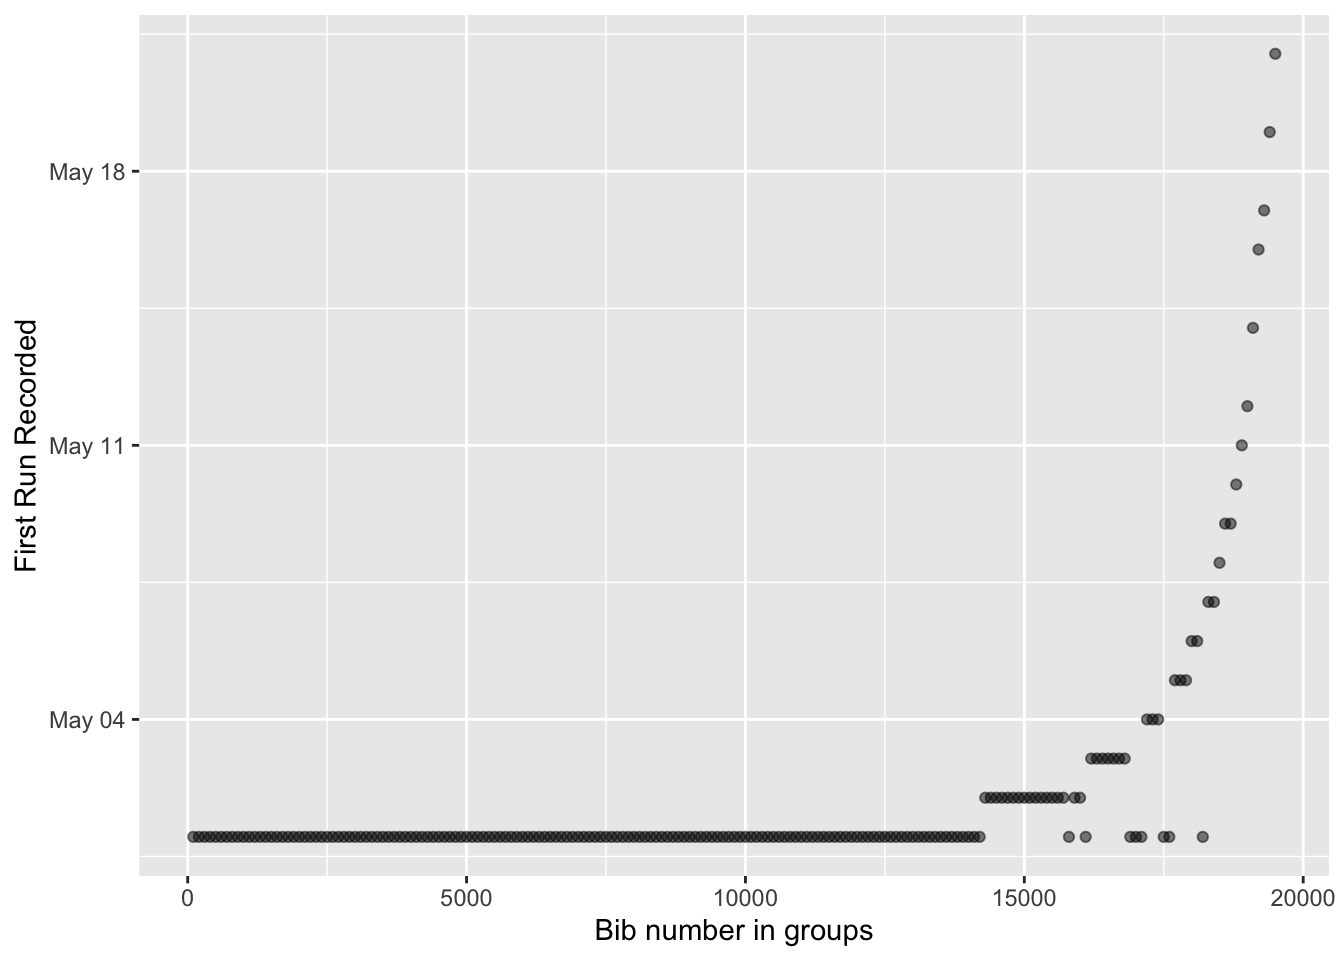 First Run Recorded
May 18
May 11
May 04
0
5000
10000
15000
20000
Bib number in groups